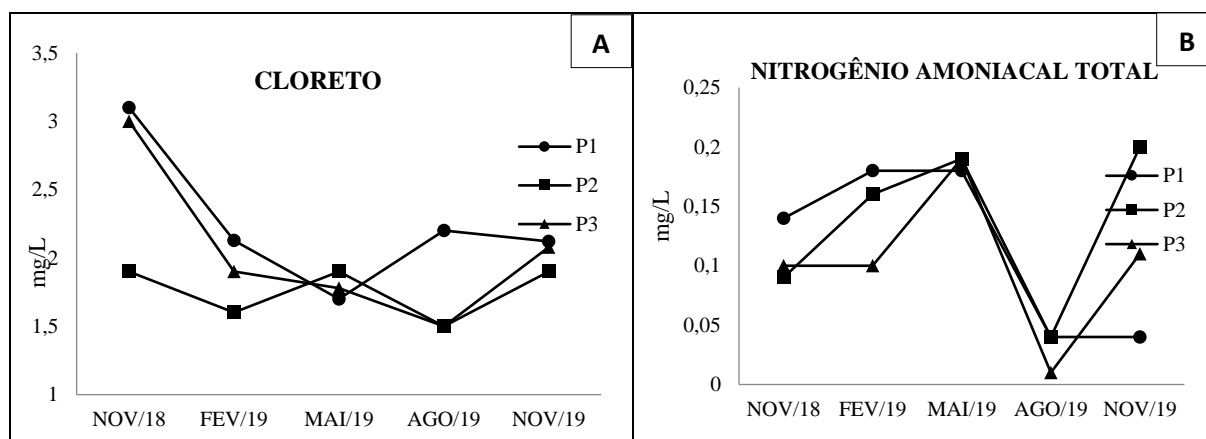 A
CLORETO
3,5
3
2,5
2
1,5
1
mg/L
P1
P2
P3
NOV/18 FEV/19 MAI/19 AGO/19 NOV/19
B
NITROGÊNIO AMONIACAL TOTAL
0,25
0,2
0,15
0,1
0,05
0
mg/L
P1
P2
P3
NOV/18 FEV/19 MAI/19 AGO/19 NOV/19